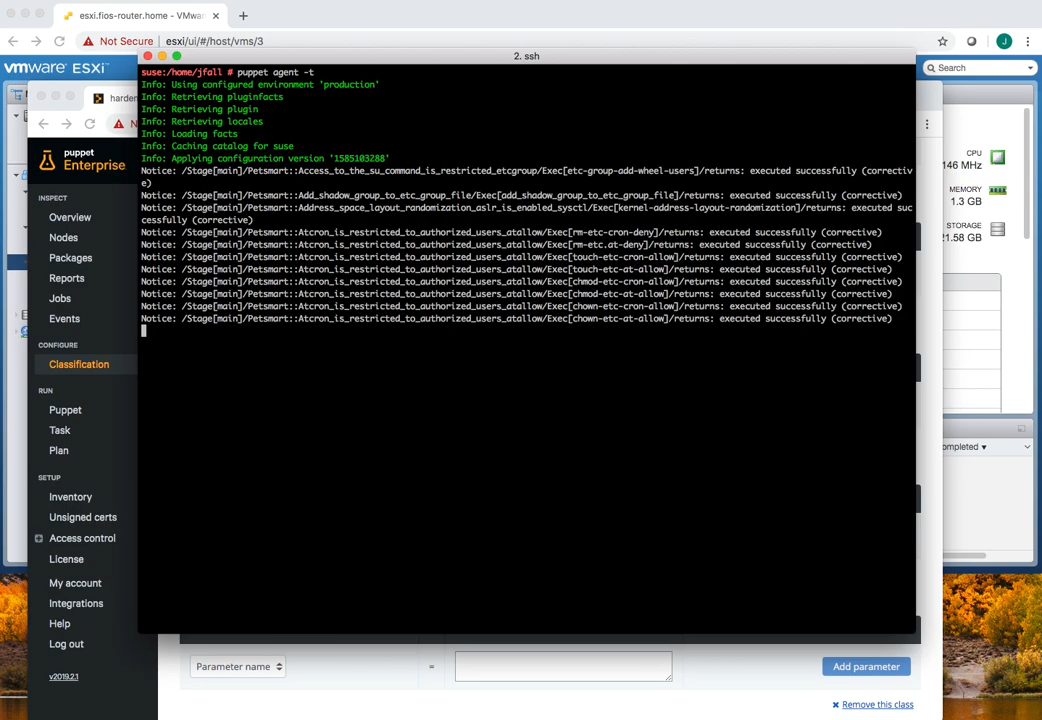 esxi.fios-router.home - VMwa
Not Secure
esxi/ui/#/host/vms/3
J
vmware ESXi
Search
2. ssh
harden
suse:/home/jfall # puppet agent -t
Info: Using configured environment 'production'
Info: Retrieving pluginfacts
Info: Retrieving plugin
Info: Retrieving locales
Info: Loading facts
Info: Caching catalog for suse
Info: Applying configuration version '1585103288'
Notice: /Stage[main]/Petsmart::Access_to_the_su_command_is_restricted_etcgroup/Exec[etc-group-add-wheel-users]/returns: executed successfully (correctiv
e)
Notice: /Stage[main]/Petsmart::Add_shadow_group_to_etc_group_file/Exec[add_shadow_group_to_etc_group_file]/returns: executed successfully (corrective)
Notice: /Stage[main]/Petsmart::Address_space_layout_randomization_aslr_is_enabled_sysctl/Exec[kernel-address-layout-randomization]/returns: executed suc
cessfully (corrective)
Notice: /Stage[main]/Petsmart::Atcron_is_restricted_to_authorized_users_atallow/Exec[rm-etc-cron-deny]/returns: executed successfully (corrective)
Notice: /Stage[main]/Petsmart::Atcron_is_restricted_to_authorized_users_atallow/Exec[rm-etc.at-deny]/returns: executed successfully (corrective)
Notice: /Stage[main]/Petsmart::Atcron_is_restricted_to_authorized_users_atallow/Exec[touch-etc-cron-allow]/returns: executed successfully (corrective)
Notice: /Stage[main]/Petsmart::Atcron_is_restricted_to_authorized_users_atallow/Exec[touch-etc-at-allow]/returns: executed successfully (corrective)
Notice: /Stage[main]/Petsmart::Atcron_is_restricted_to_authorized_users_atallow/Exec[chmod-etc-cron-allow]/returns: executed successfully (corrective)
Notice: /Stage[main]/Petsmart::Atcron_is_restricted_to_authorized_users_atallow/Exec[chmod-etc-at-allow]/returns: executed successfully (corrective)
Notice: /Stage[main]/Petsmart::Atcron_is_restricted_to_authorized_users_atallow/Exec[chown-etc-cron-allow]/returns: executed successfully (corrective)
Notice: /Stage[main]/Petsmart::Atcron_is_restricted_to_authorized_users_atallow/Exec[chown-etc-at-allow]/returns: executed successfully (corrective)
puppet
Enterprise
INSPECT
Overview
Nodes
Packages
Reports
Jobs
Events
CONFIGURE
Classification
RUN
Puppet
Task
Plan
SETUP
Inventory
Unsigned certs
Access control
License
My account
Integrations
Help
Log out
v2019.2.1
CPU
146 MHz
MEMORY
1.3 GB
STORAGE
21.58 GB
ompleted
Parameter name
=
Add parameter
Remove this class